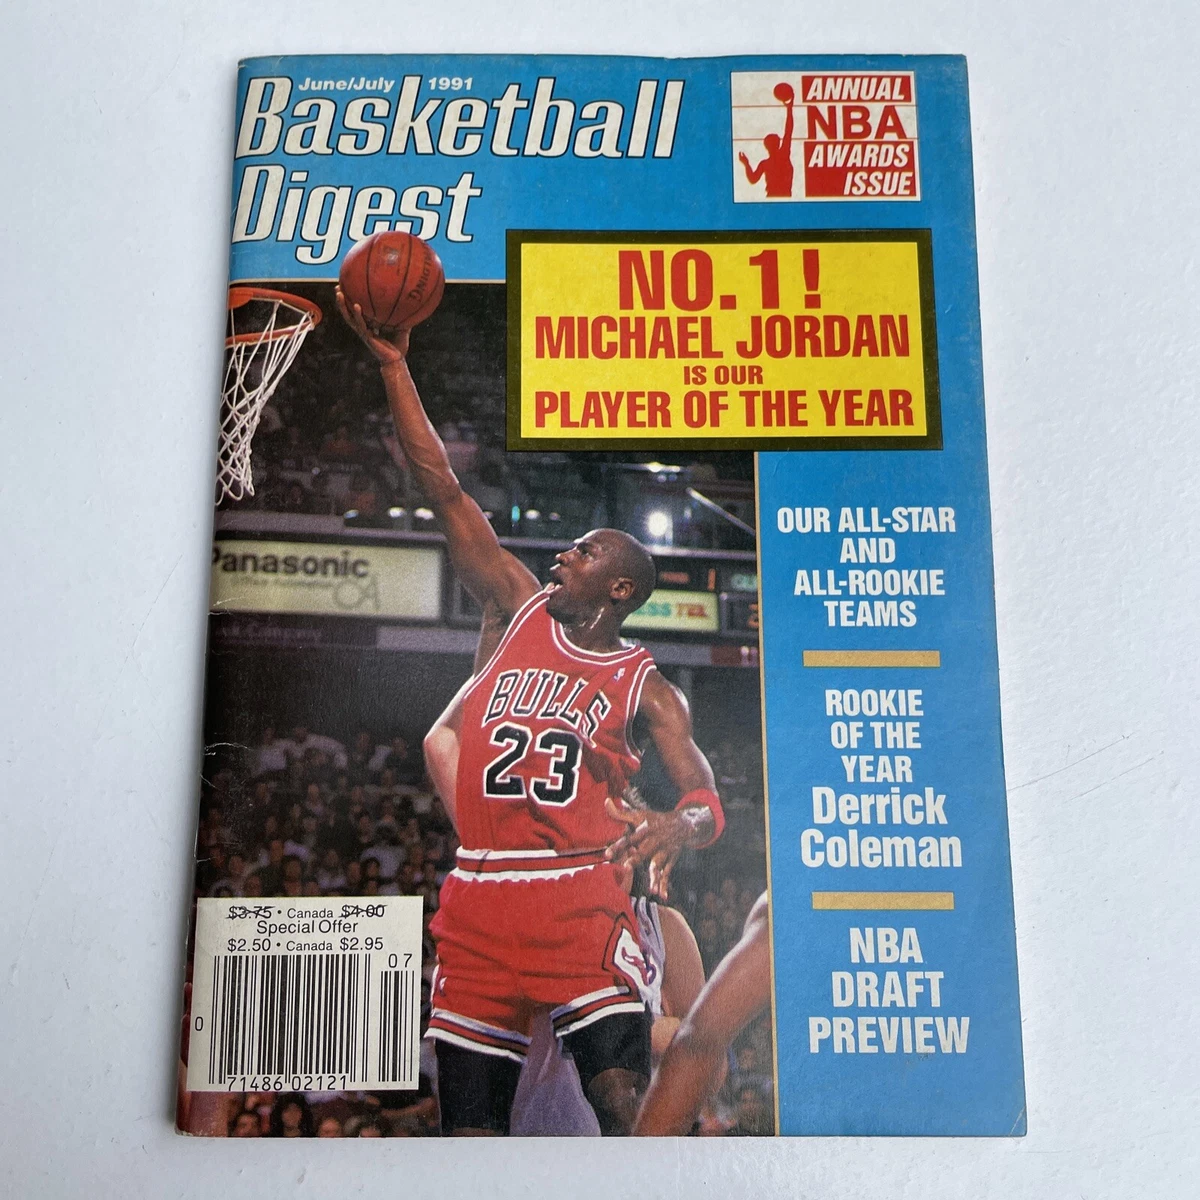 June/July 1991
Basketball
Digest
ANNUAL
NBA
AWARDS
ISSUE
NO. 1!
MICHAEL JORDAN
IS OUR
PLAYER OF THE YEAR
OUR ALL-STAR
AND
ALL-ROOKIE
TEAMS
ROOKIE
OF THE
YEAR
Derrick
Coleman
NBA
DRAFT
PREVIEW
Panasonic
BULLS
23
$3.75 • Canada $4.00
Special Offer
$2.50 • Canada $2.95
07
0
71486 02121